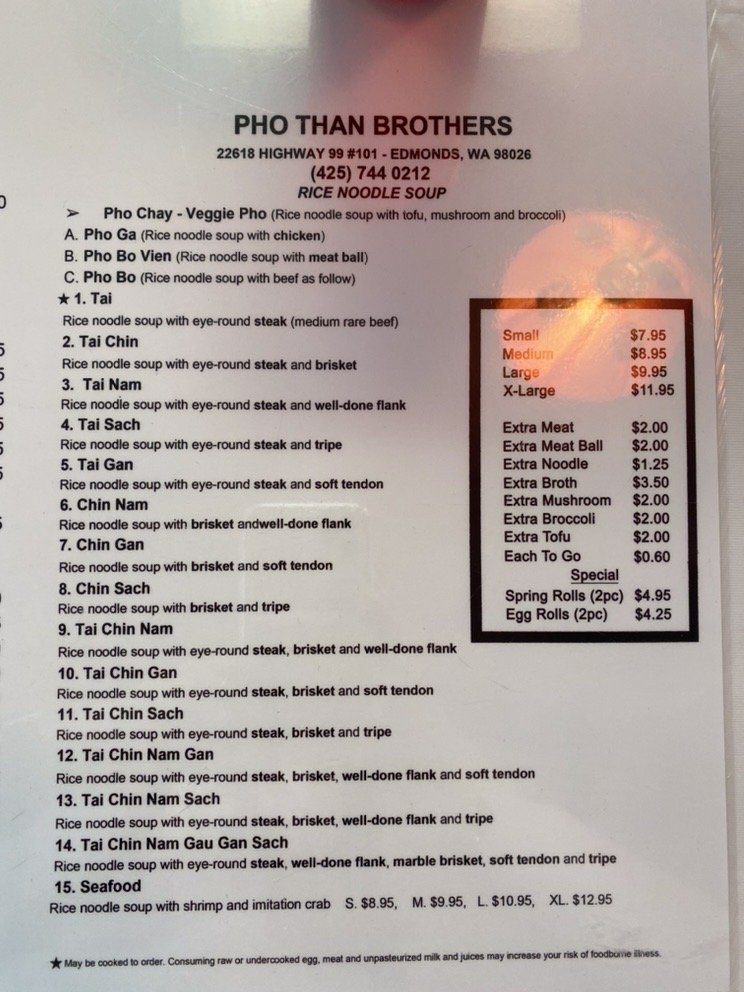 PHO THAN BROTHERS
22618 HIGHWAY 99 #101 - EDMONDS, WA 98026
(425) 744 0212
RICE NOODLE SOUP
➢ Pho Chay - Veggie Pho (Rice noodle soup with tofu, mushroom and broccoli)
A. Pho Ga (Rice noodle soup with chicken)
B. Pho Bo Vien (Rice noodle soup with meat ball)
C. Pho Bo (Rice noodle soup with beef as follow)
★ 1. Tai
Rice noodle soup with eye-round steak (medium rare beef)
2. Tai Chin
Rice noodle soup with eye-round steak and brisket
3. Tai Nam
Rice noodle soup with eye-round steak and well-done flank
4. Tai Sach
Rice noodle soup with eye-round steak and tripe
5. Tai Gan
Rice noodle soup with eye-round steak and soft tendon
6. Chin Nam
Rice noodle soup with brisket andwell-done flank
7. Chin Gan
Rice noodle soup with brisket and soft tendon
8. Chin Sach
Rice noodle soup with brisket and tripe
9. Tai Chin Nam
Rice noodle soup with eye-round steak, brisket and well-done flank
10. Tai Chin Gan
Rice noodle soup with eye-round steak, brisket and soft tendon
11. Tai Chin Sach
Rice noodle soup with eye-round steak, brisket and tripe
12. Tai Chin Nam Gan
Rice noodle soup with eye-round steak, brisket, well-done flank and soft tendon
13. Tai Chin Nam Sach
Rice noodle soup with eye-round steak, brisket, well-done flank and tripe
14. Tai Chin Nam Gau Gan Sach
Rice noodle soup with eye-round steak, well-done flank, marble brisket, soft tendon and tripe
15. Seafood
Rice noodle soup with shrimp and imitation crab S. $8.95, M. $9.95, L. $10.95, XL. $12.95
Small $7.95
Medium $8.95
Large $9.95
X-Large $11.95
Extra Meat $2.00
Extra Meat Ball $2.00
Extra Noodle $1.25
Extra Broth $3.50
Extra Mushroom $2.00
Extra Broccoli $2.00
Extra Tofu $2.00
Each To Go $0.60
Special
Spring Rolls (2pc) $4.95
Egg Rolls (2pc) $4.25
★ May be cooked to order. Consuming raw or undercooked egg, meat and unpasteurized milk and juices may increase your risk of foodborne illness.